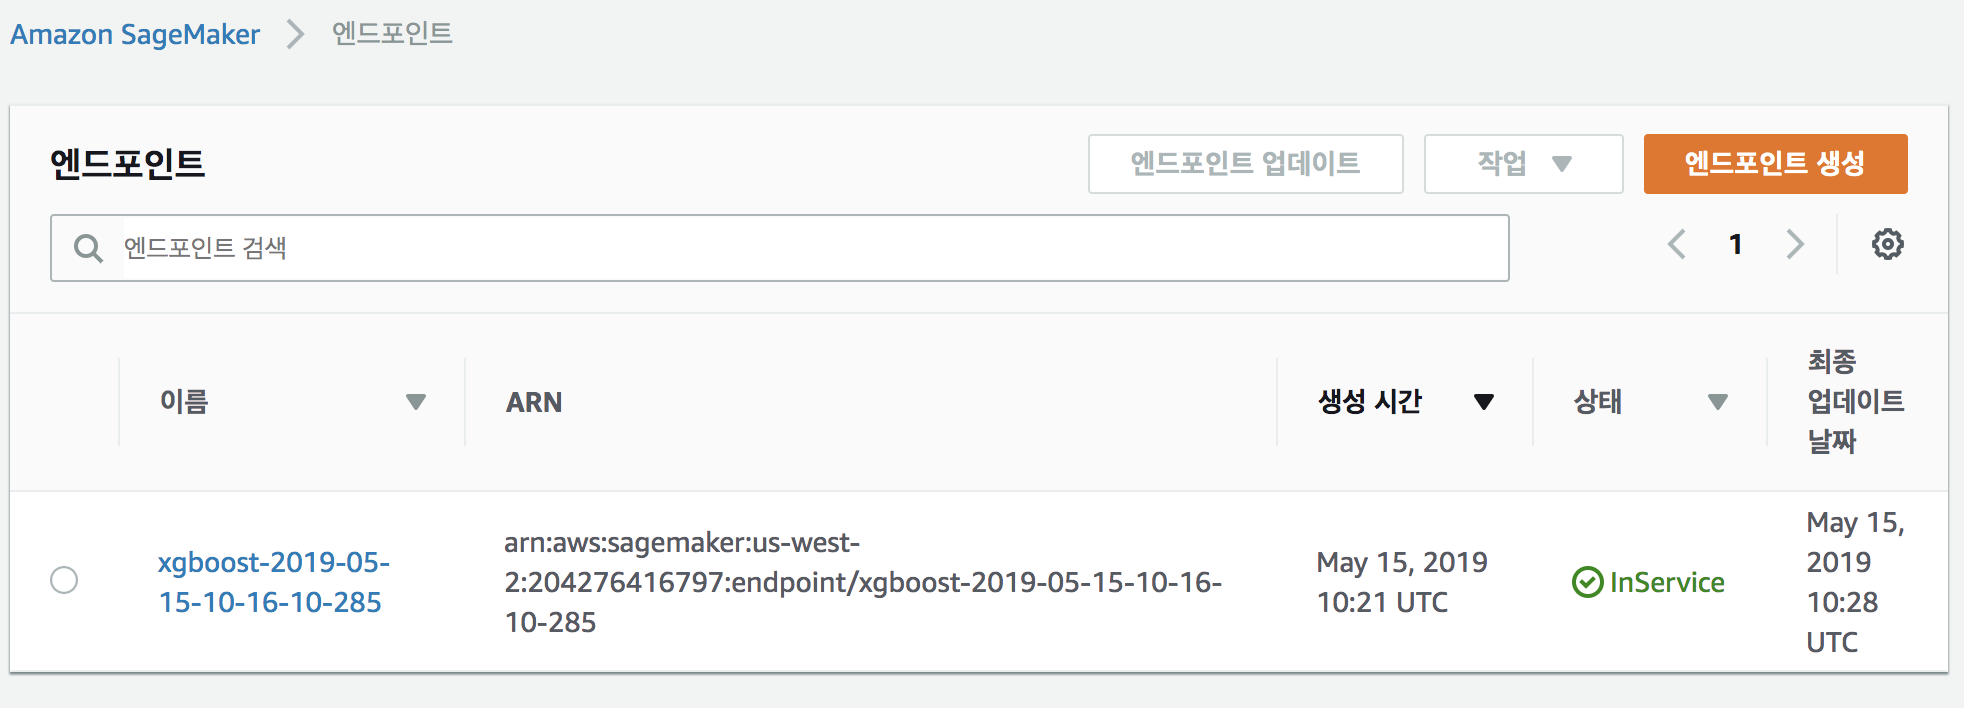 Amazon SageMaker 엔드포인트
엔드포인트
엔드포인트 업데이트
작업
엔드포인트 생성
엔드포인트 검색
1
이름
ARN
생성 시간
상태
최종
업데이트
날짜
xgboost-2019-05-
15-10-16-10-285
arn:aws:sagemaker:us-west-
2:204276416797:endpoint/xgboost-2019-05-15-10-16-
10-285
May 15, 2019
10:21 UTC
InService
May 15,
2019
10:28
UTC